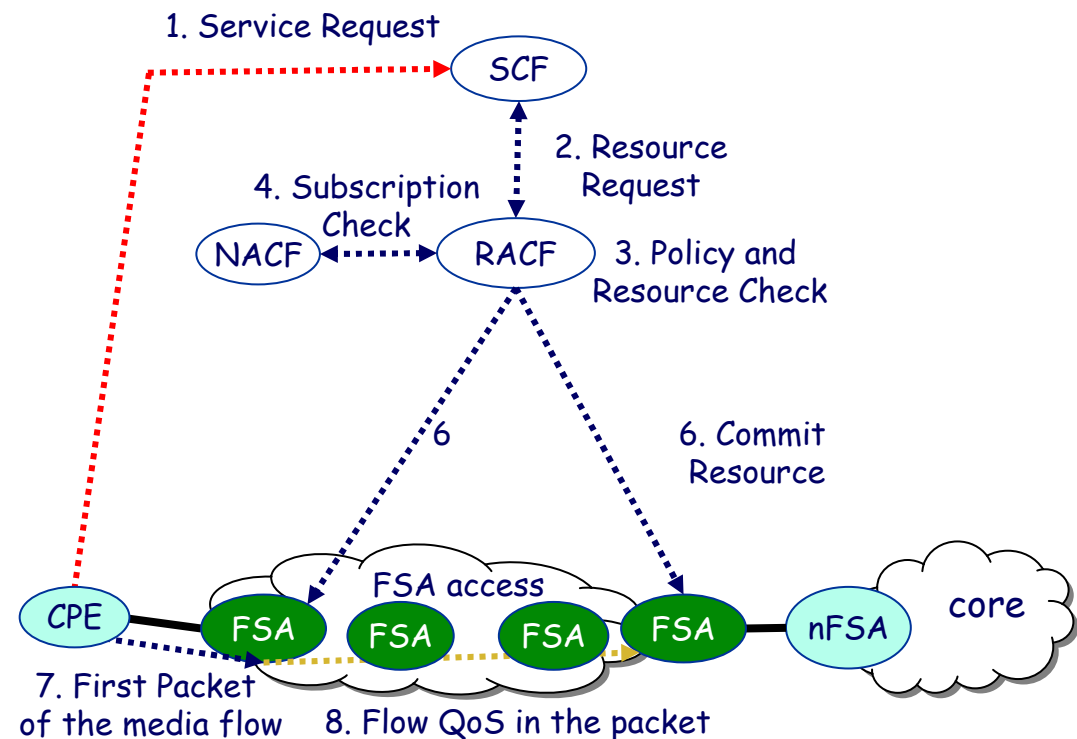 1. Service Request
SCF
2. Resource
Request
4. Subscription
Check
NACF
RACF
3. Policy and
Resource Check
6
6. Commit
Resource
FSA access
CPE
FSA
FSA
FSA
FSA
nFSA
core
7. First Packet
of the media flow
8. Flow QoS in the packet